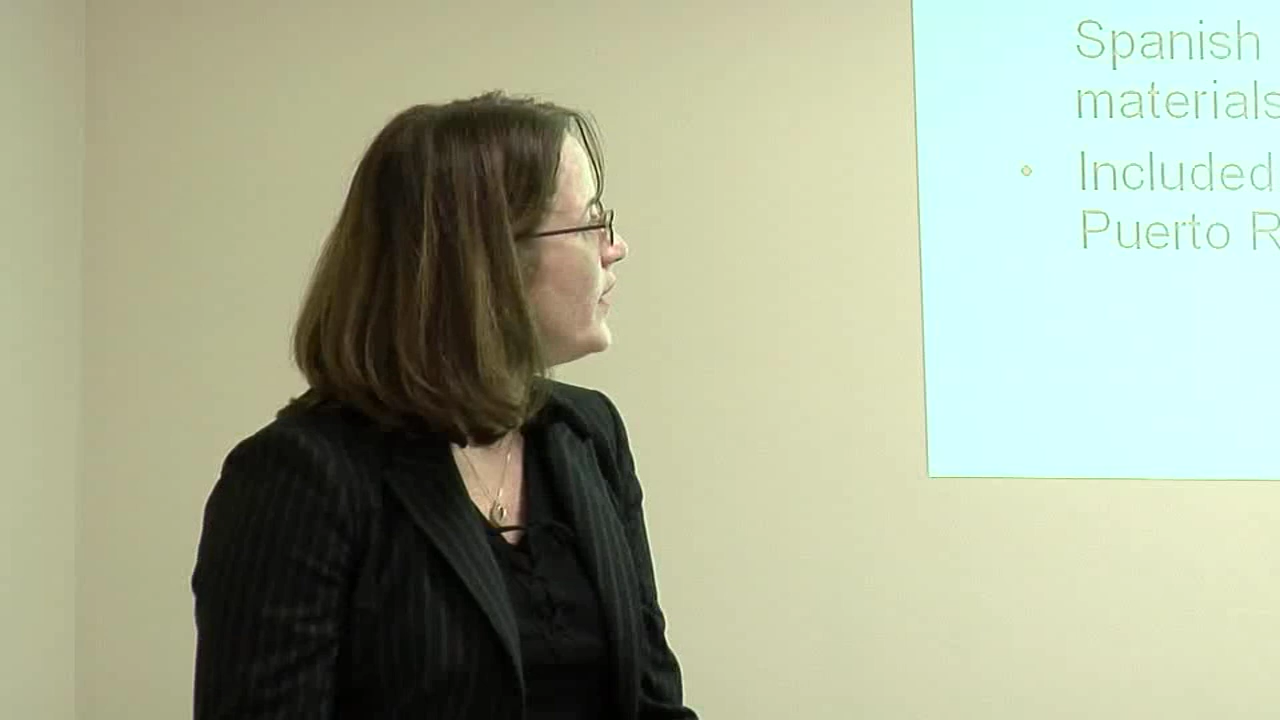 Spanish
materials
• Included
Puerto R